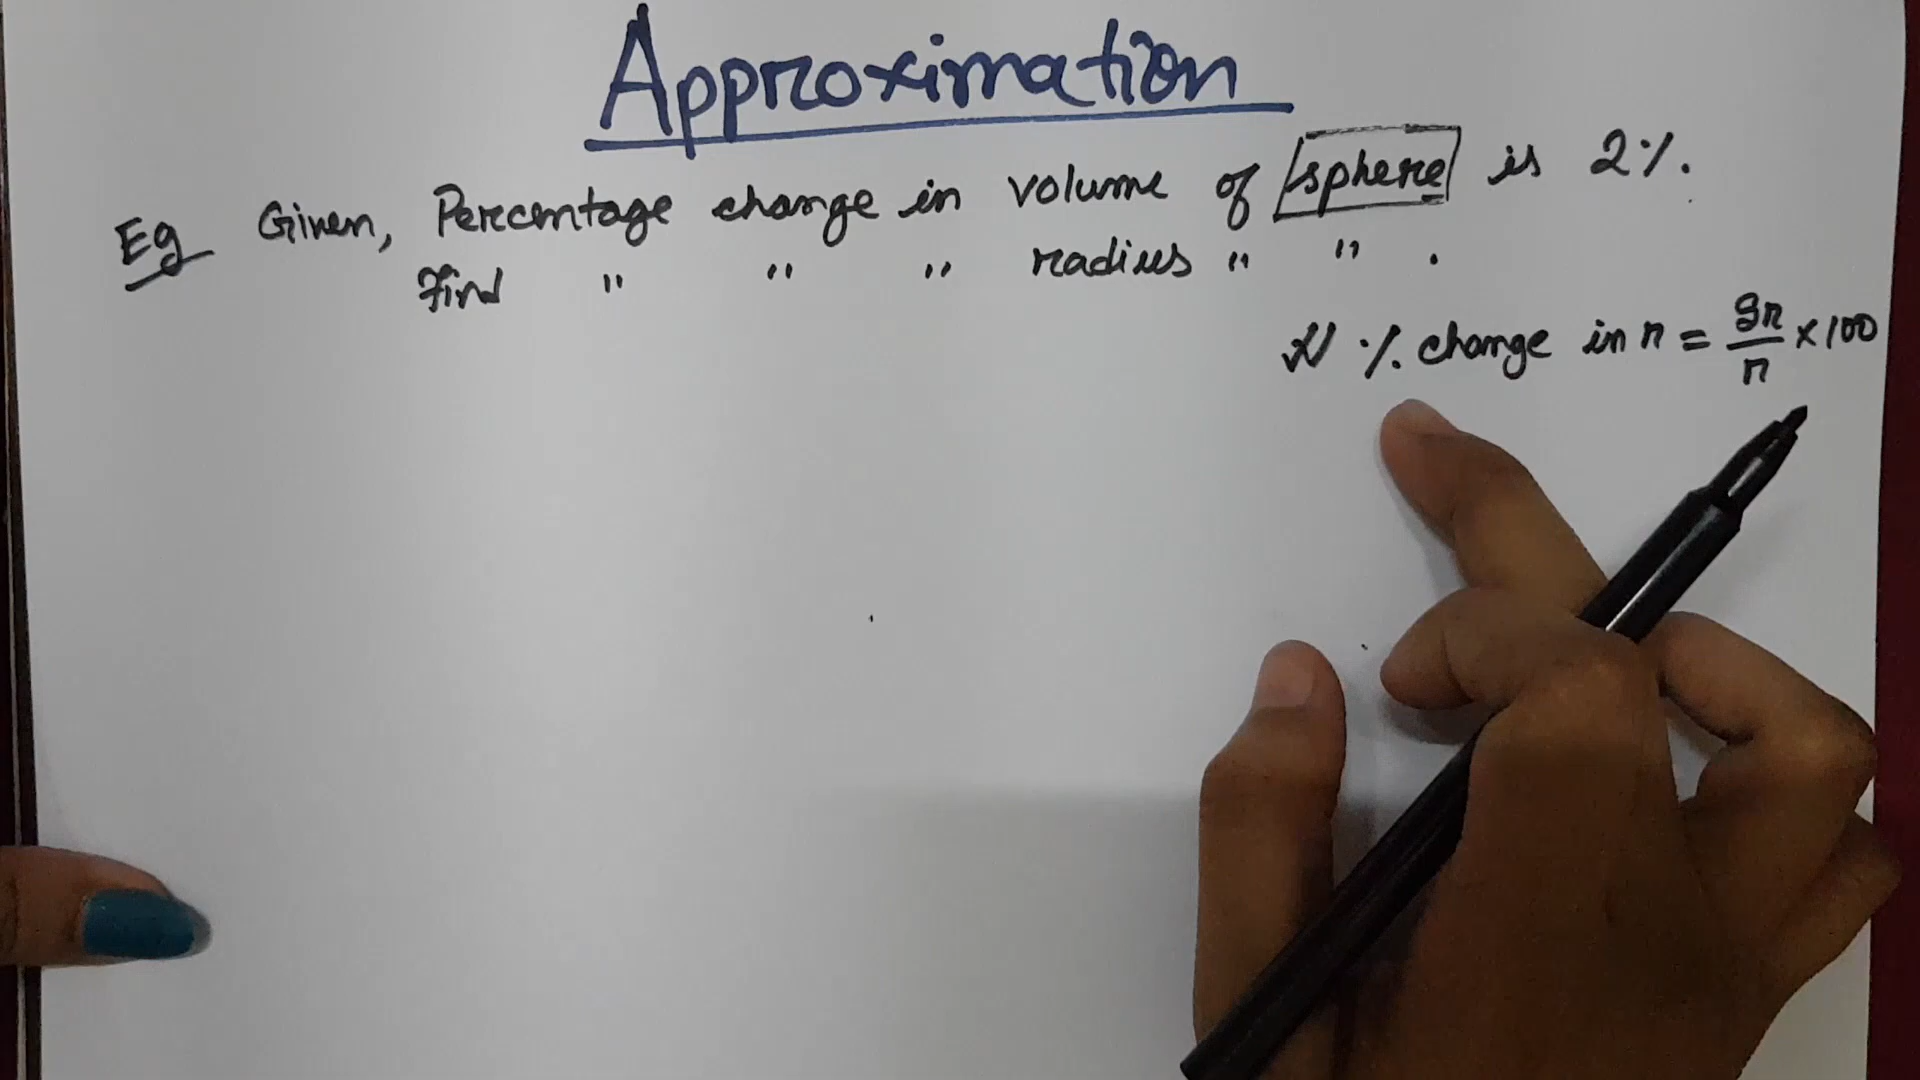 Approximation
Eg Given, Percentage change in volume of sphere is 2%.
Find " " " radius " " .
% change in r = δr/r × 100